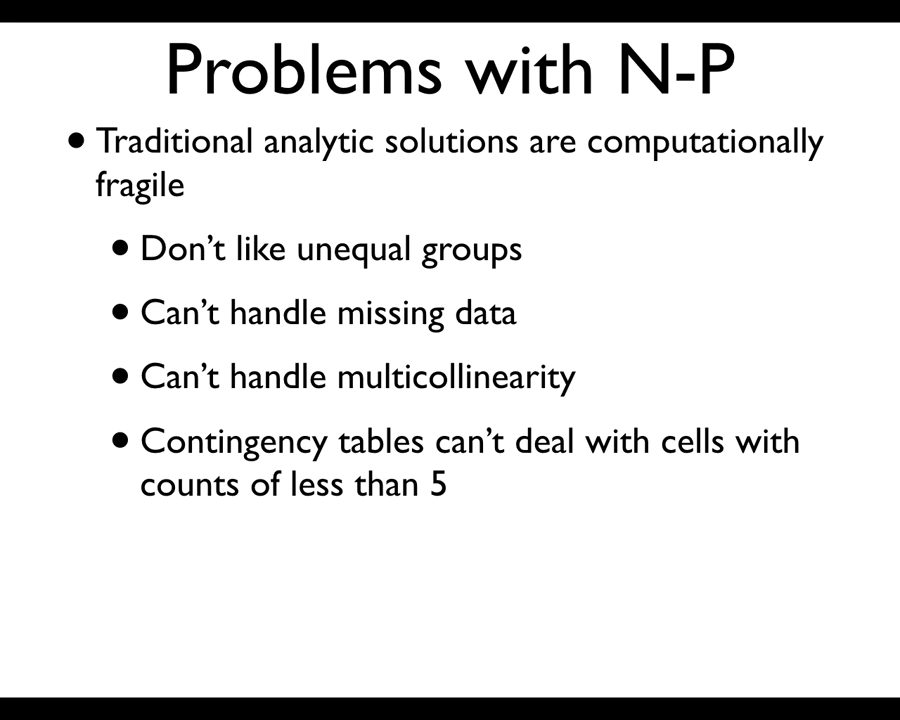 Problems with N-P
• Traditional analytic solutions are computationally
fragile
• Don’t like unequal groups
• Can’t handle missing data
• Can’t handle multicollinearity
• Contingency tables can’t deal with cells with
counts of less than 5